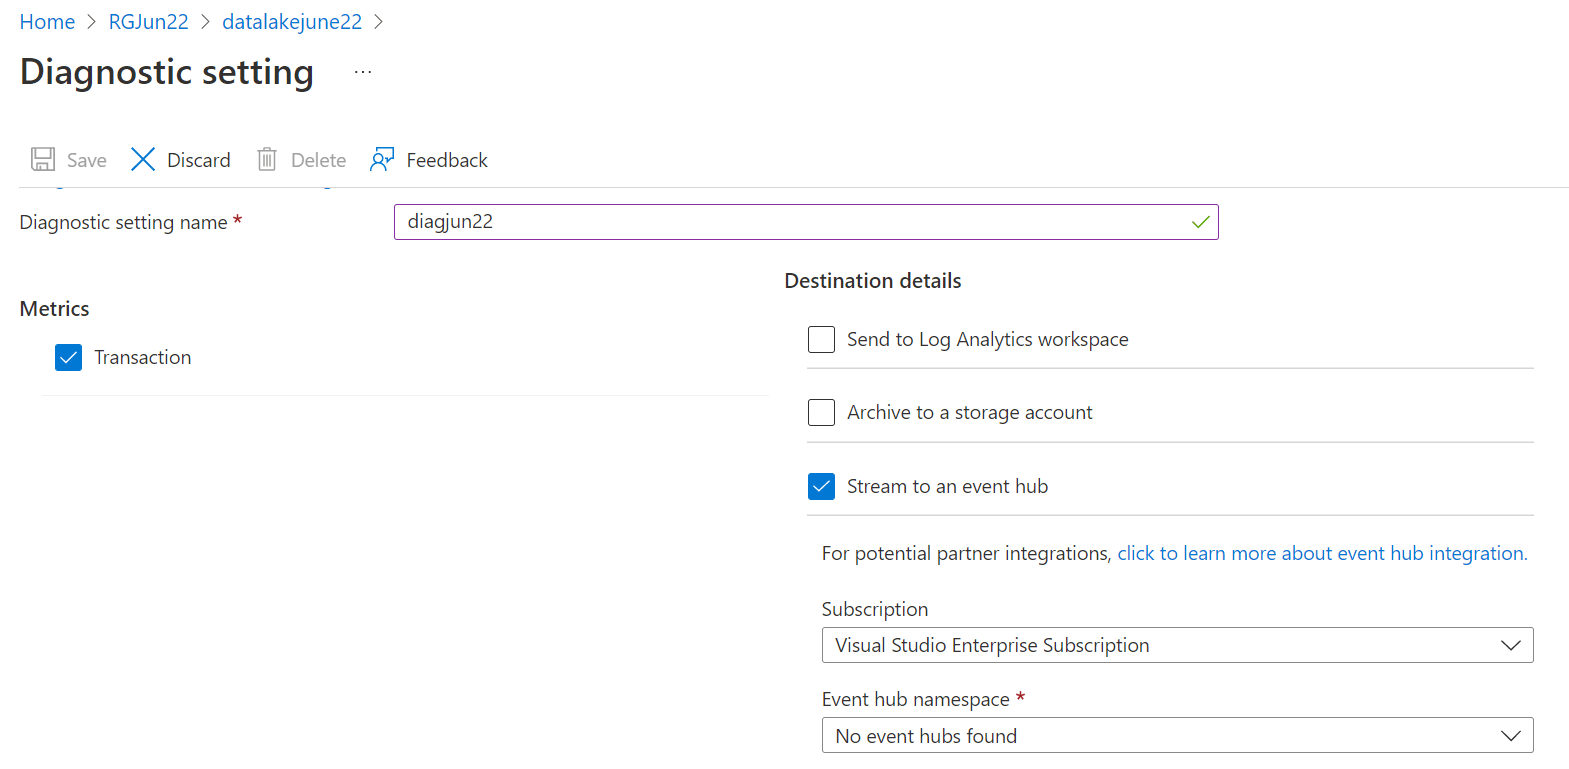 Home > RGJun22 > datalakejune22 >
Diagnostic setting ...
Save Discard Delete Feedback
Diagnostic setting name *
diagjun22
Destination details
Metrics
Send to Log Analytics workspace
Transaction
Archive to a storage account
Stream to an event hub
For potential partner integrations, click to learn more about event hub integration.
Subscription
Visual Studio Enterprise Subscription
Event hub namespace *
No event hubs found